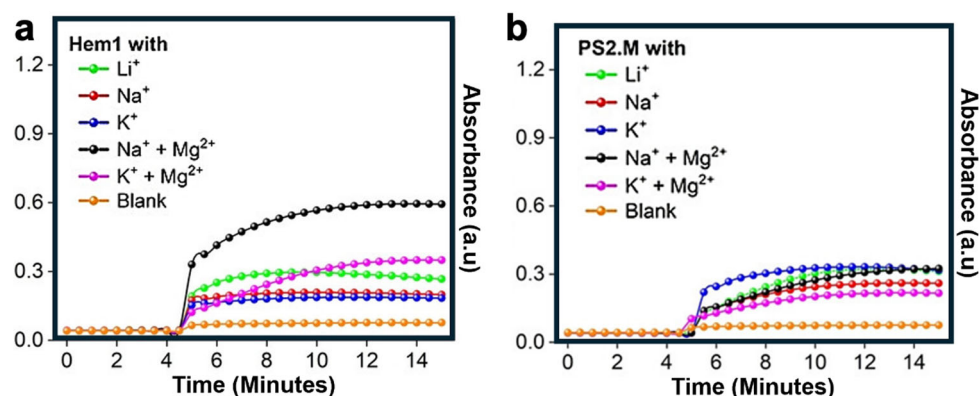 a
Hem1 with
Li⁺
Na⁺
K⁺
Na⁺ + Mg²⁺
K⁺ + Mg²⁺
Blank
1.2
0.9
0.6
0.3
0.0
0 2 4 6 8 10 12 14
Time (Minutes)
Absorbance (a.u)
b
PS2.M with
Li⁺
Na⁺
K⁺
Na⁺ + Mg²⁺
K⁺ + Mg²⁺
Blank
1.2
0.9
0.6
0.3
0.0
0 2 4 6 8 10 12 14
Time (Minutes)
Absorbance (a.u)